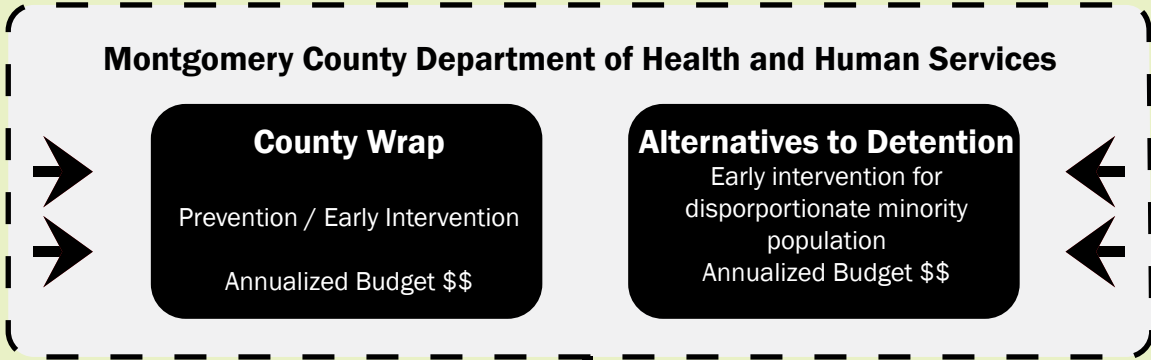 Montgomery County Department of Health and Human Services
County Wrap
Prevention / Early Intervention
Annualized Budget $$
Alternatives to Detention
Early intervention for
disporportionate minority
population
Annualized Budget $$